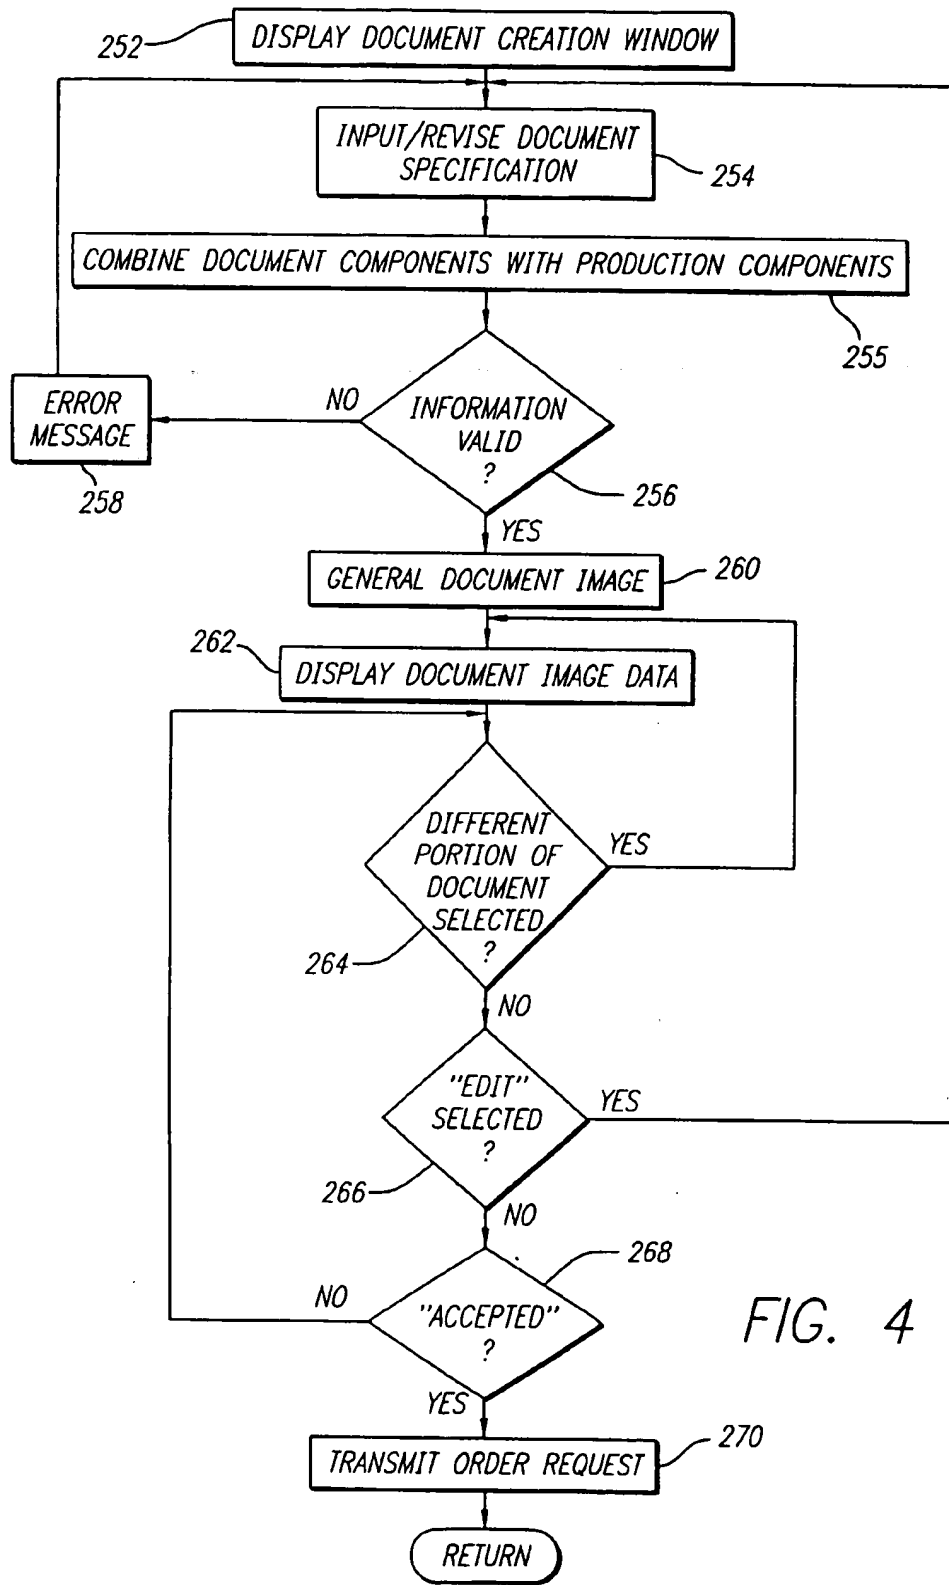 252
DISPLAY DOCUMENT CREATION WINDOW
INPUT/REVISE DOCUMENT
SPECIFICATION
254
COMBINE DOCUMENT COMPONENTS WITH PRODUCTION COMPONENTS
255
ERROR
MESSAGE
258
NO
INFORMATION
VALID
?
256
YES
GENERAL DOCUMENT IMAGE
260
262
DISPLAY DOCUMENT IMAGE DATA
DIFFERENT
PORTION OF
DOCUMENT
SELECTED
?
YES
264
NO
"EDIT"
SELECTED
?
YES
266
NO
268
NO
"ACCEPTED"
?
FIG. 4
YES
TRANSMIT ORDER REQUEST
270
RETURN